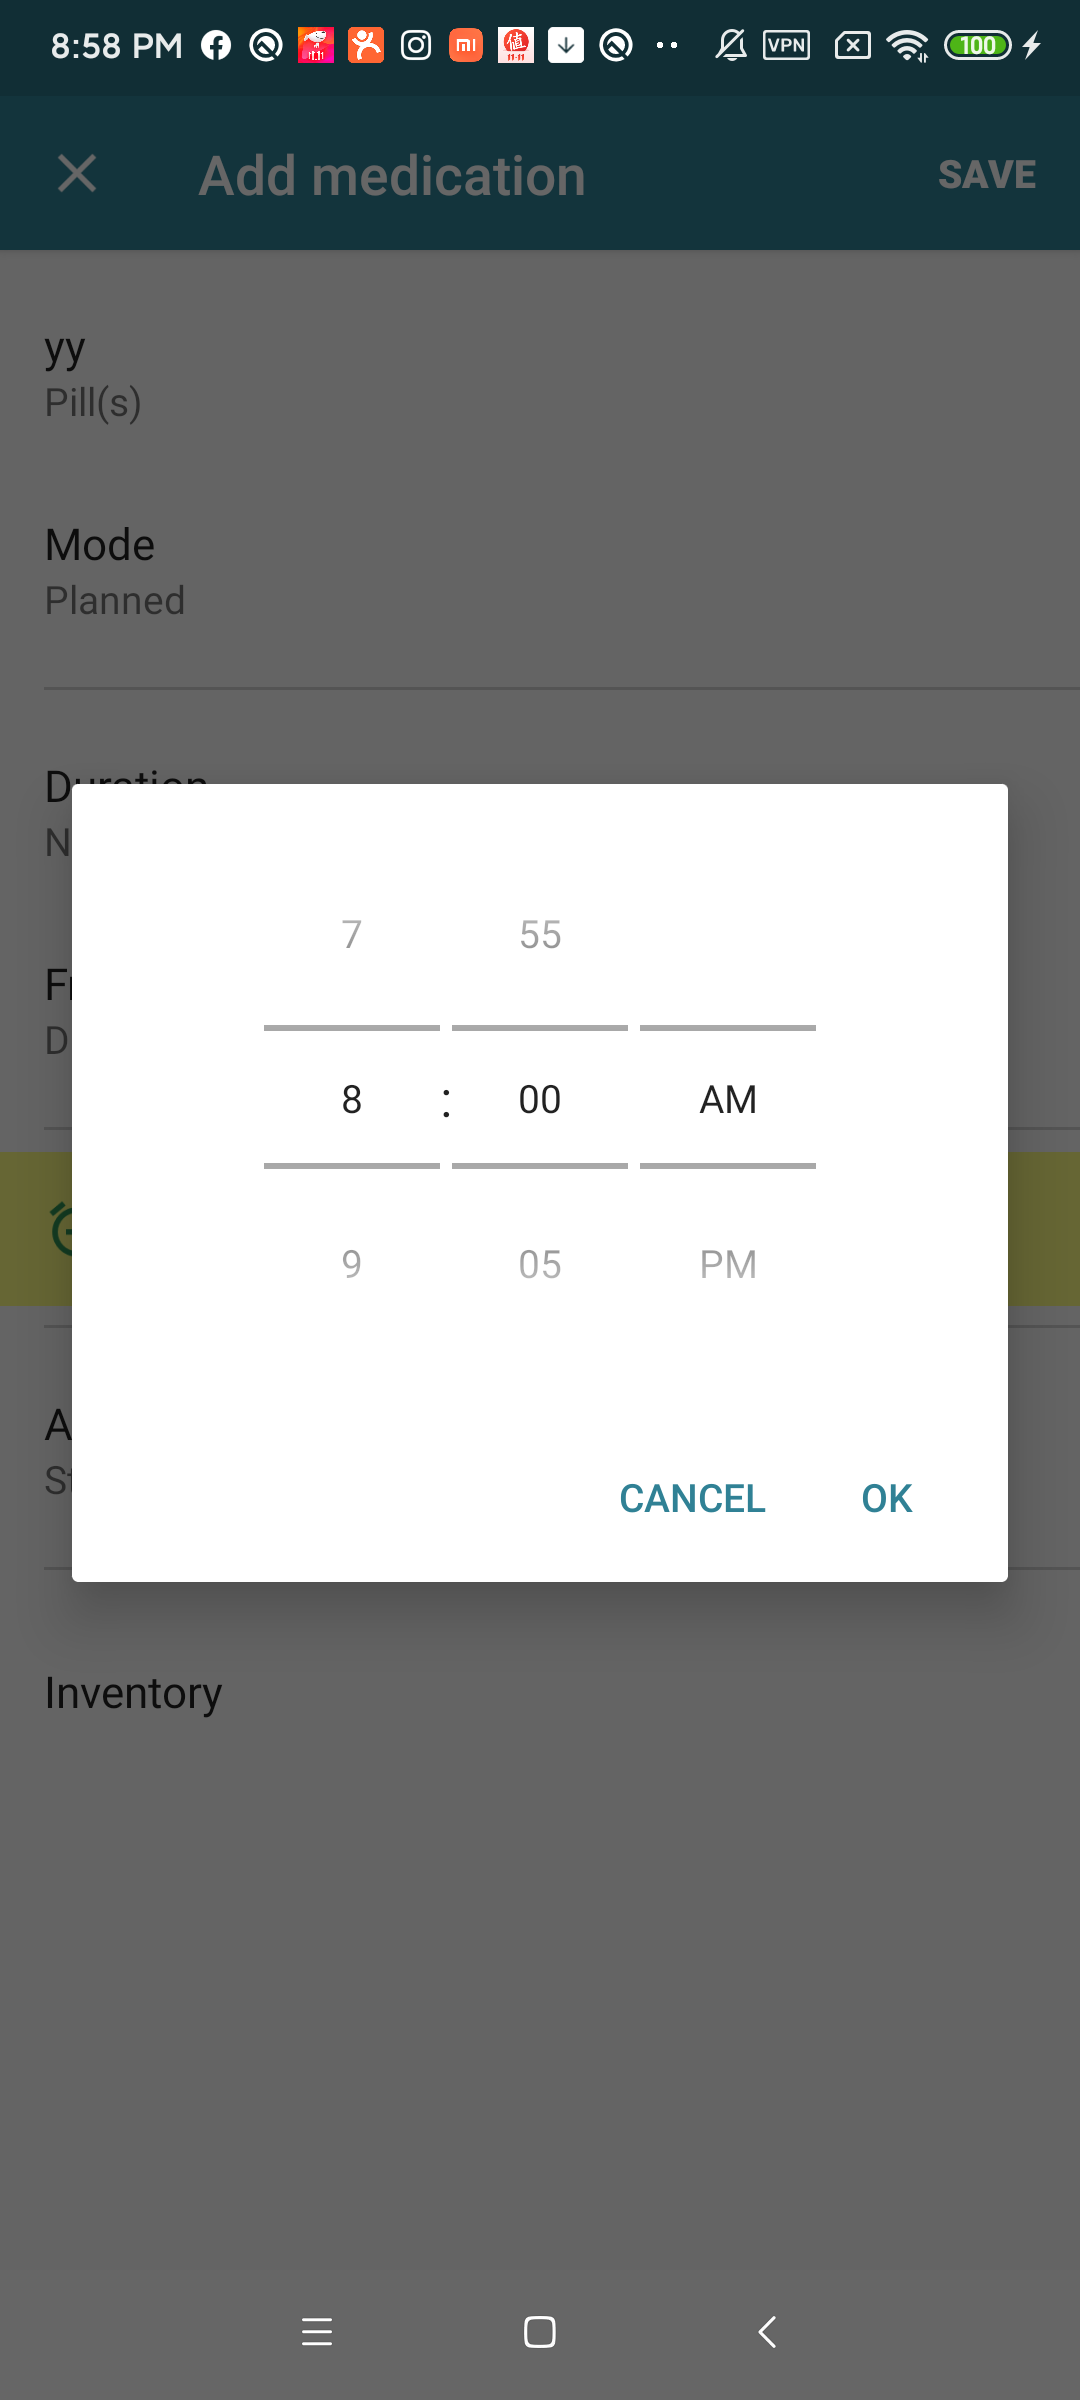 8:58 PM
VPN
100
Add medication
SAVE
yy
Pill(s)
Mode
Planned
Duration
7
55
8
:
00
AM
9
05
PM
CANCEL
OK
Inventory